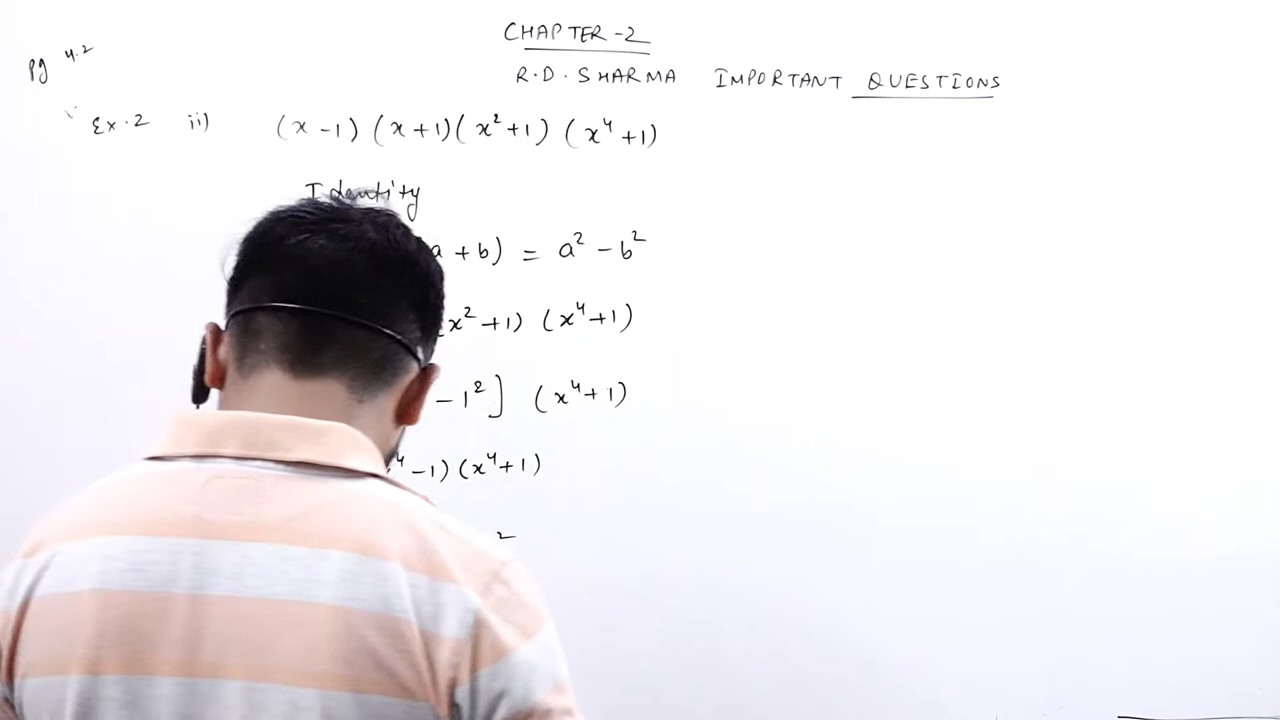 CHAPTER-2
pg 4.2
R.D. SHARMA IMPORTANT QUESTIONS
Ex.2 ii) (x-1) (x+1)(x²+1) (x⁴+1)
Identity
a+b) = a²-b²
x²+1) (x⁴+1)
-1²] (x⁴+1)
⁴-1)(x⁴+1)
2